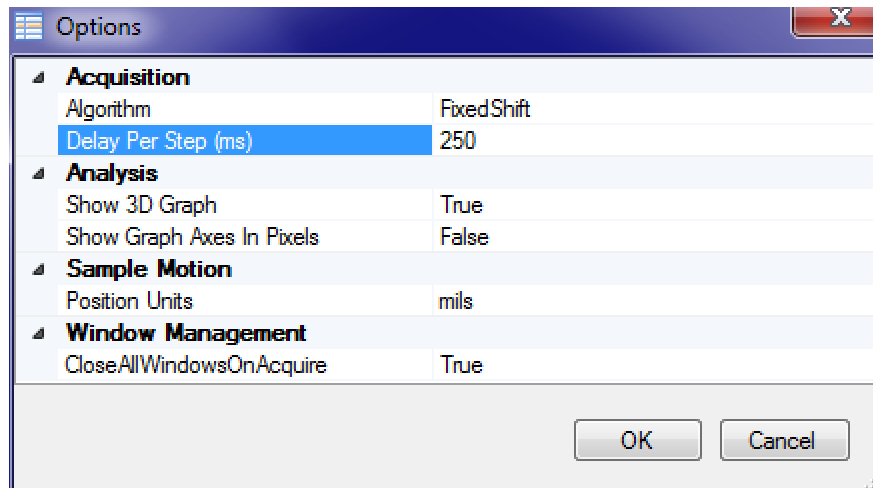 Options
Acquisition
Algorithm FixedShift
Delay Per Step (ms) 250
Analysis
Show 3D Graph True
Show Graph Axes In Pixels False
Sample Motion
Position Units mils
Window Management
CloseAllWindowsOnAcquire True
OK Cancel